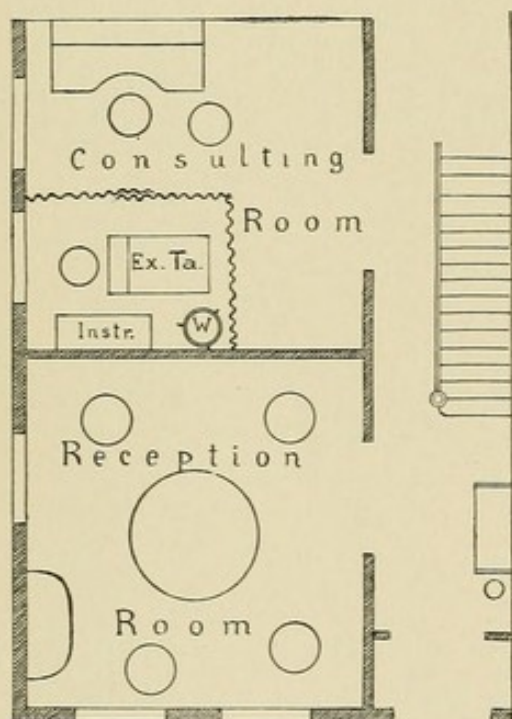 Consulting
Room
Ex. Ta.
Instr.
W
Reception
Room